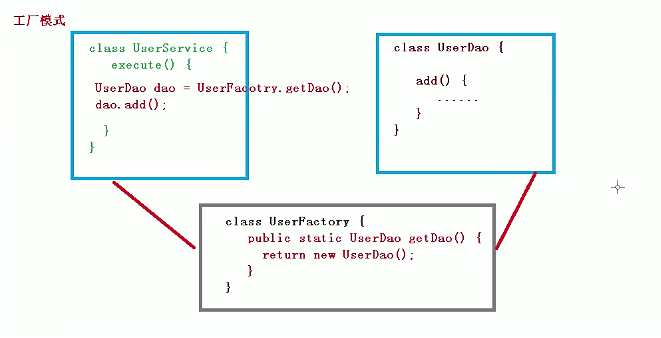 工厂模式
class UserService {
execute() {
UserDao dao = UserFacotry.getDao();
dao.add();
}
}
class UserDao {
add() {
......
}
}
class UserFactory {
public static UserDao getDao() {
return new UserDao();
}
}